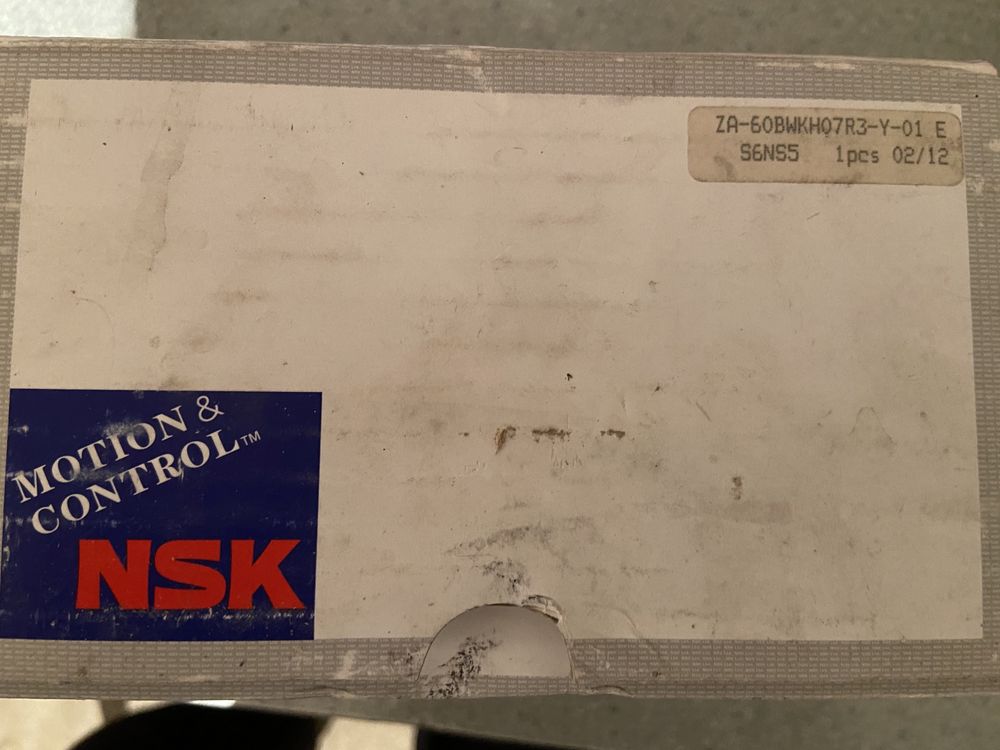 ZA-60BWKH07R3-Y-01 E
S6NS5 1pcs 02/12
MOTION &
CONTROL™
NSK